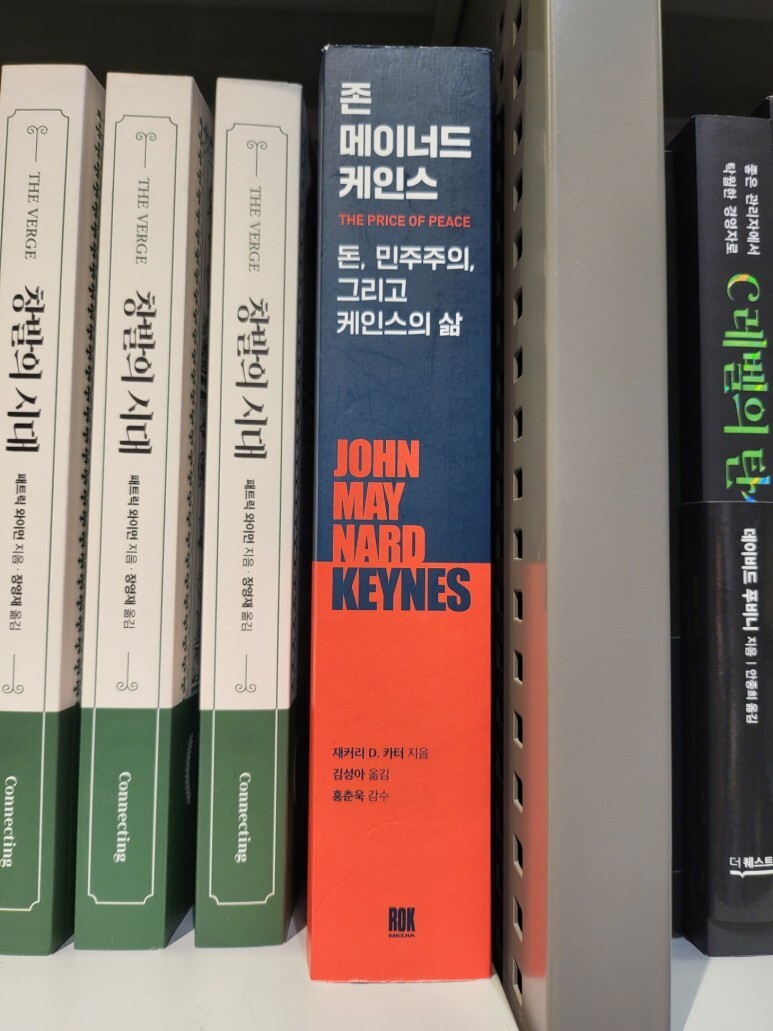 THE VERGE 창발의 시대 패트릭 와이먼 지음 · 장영재 옮김
Connecting
THE VERGE 창발의 시대 패트릭 와이먼 지음 · 장영재 옮김
Connecting
THE VERGE 창발의 시대 패트릭 와이먼 지음 · 장영재 옮김
Connecting
존
메이너드
케인스
THE PRICE OF PEACE
돈, 민주주의,
그리고
케인스의 삶
JOHN
MAY
NARD
KEYNES
재커리 D. 카터 지음
김성아 옮김
홍춘욱 감수
ROK
MEDIA
좋은 관리자에서
탁월한 경영자로
C레벨의 탄
데이비드 푸비니 지음 | 안종희 옮김
더퀘스트